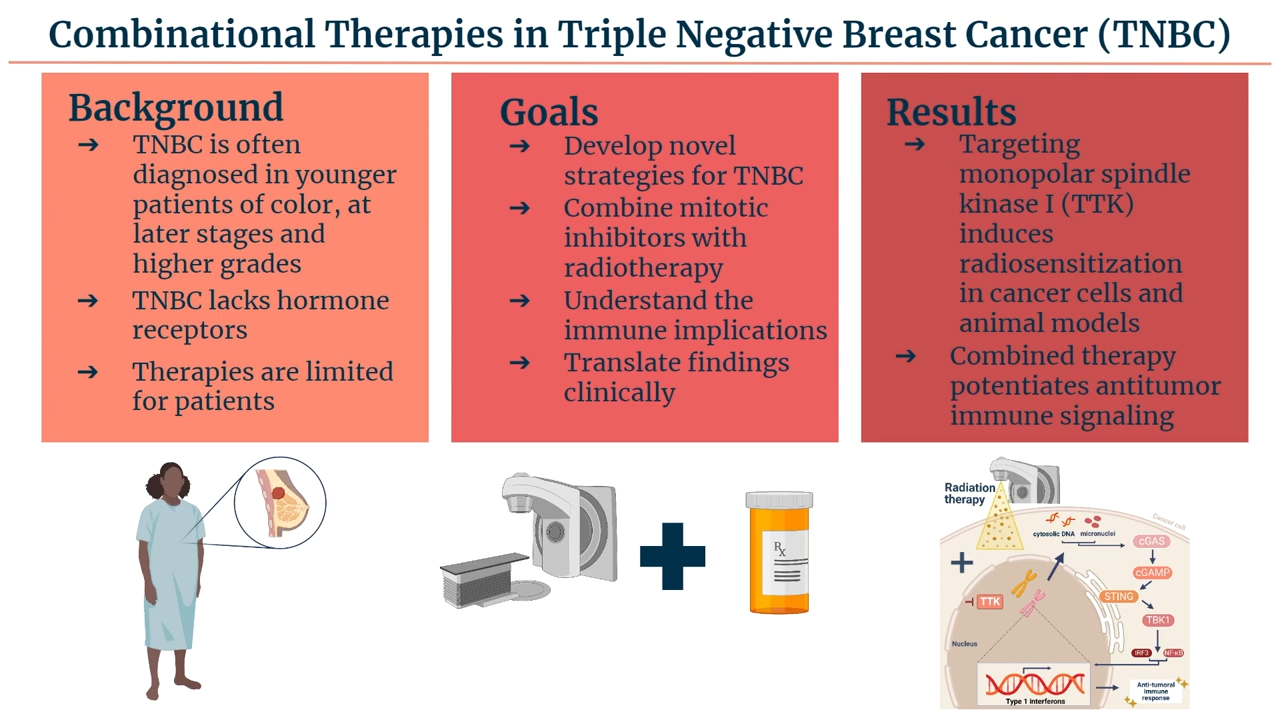 Combinational Therapies in Triple Negative Breast Cancer (TNBC)
Background
➔ TNBC is often
diagnosed in younger
patients of color, at
later stages and
higher grades
➔ TNBC lacks hormone
receptors
➔ Therapies are limited
for patients
Goals
➔ Develop novel
strategies for TNBC
➔ Combine mitotic
inhibitors with
radiotherapy
➔ Understand the
immune implications
➔ Translate findings
clinically
Results
➔ Targeting
monopolar spindle
kinase I (TTK)
induces
radiosensitization
in cancer cells and
animal models
➔ Combined therapy
potentiates antitumor
immune signaling
Rx
Radiation
therapy
Cancer cell
cytosolic DNA
micronuclei
cGAS
cGAMP
STING
TBK1
IRF3
NF-κB
+
TTK
Nucleus
Type 1 interferons
Anti-tumoral
immune
response